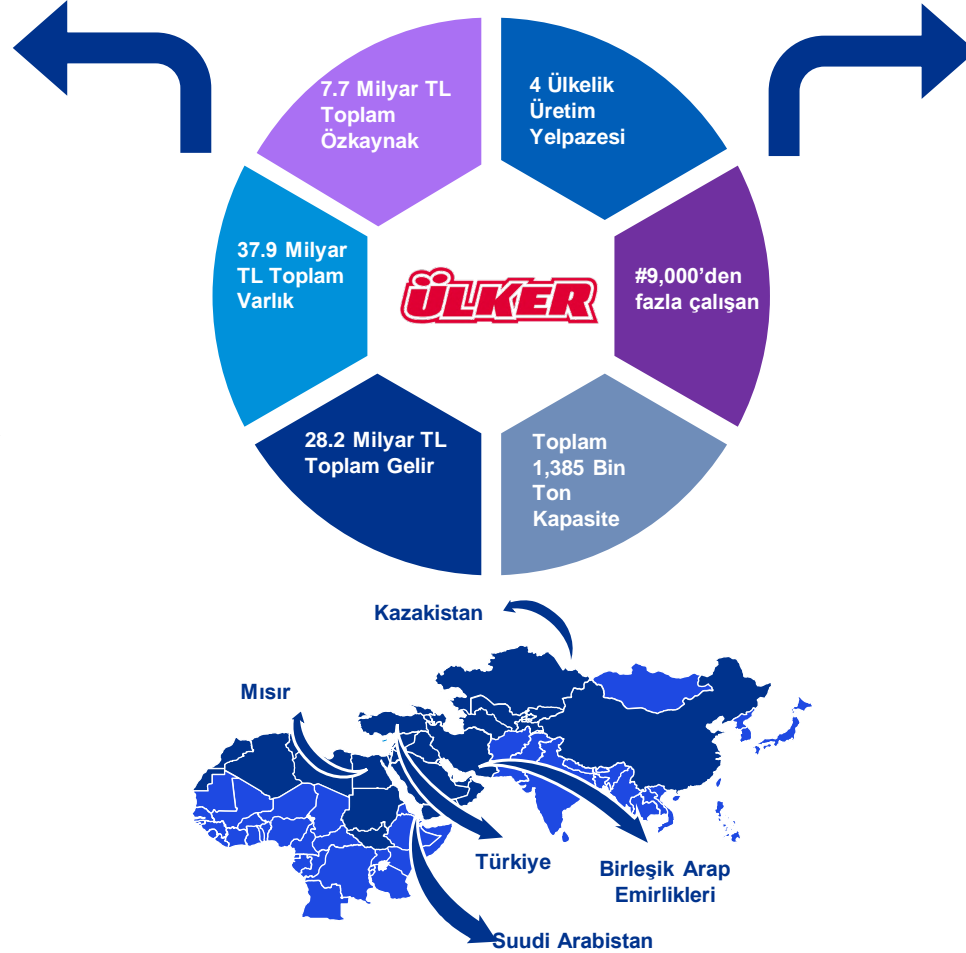 7.7 Milyar TL
Toplam
Özkaynak
4 Ülkelik
Üretim
Yelpazesi
37.9 Milyar
TL Toplam
Varlık
ÜLKER
#9,000’den
fazla çalışan
28.2 Milyar TL
Toplam Gelir
Toplam
1,385 Bin
Ton
Kapasite
Kazakistan
Mısır
Türkiye
Birleşik Arap
Emirlikleri
Suudi Arabistan